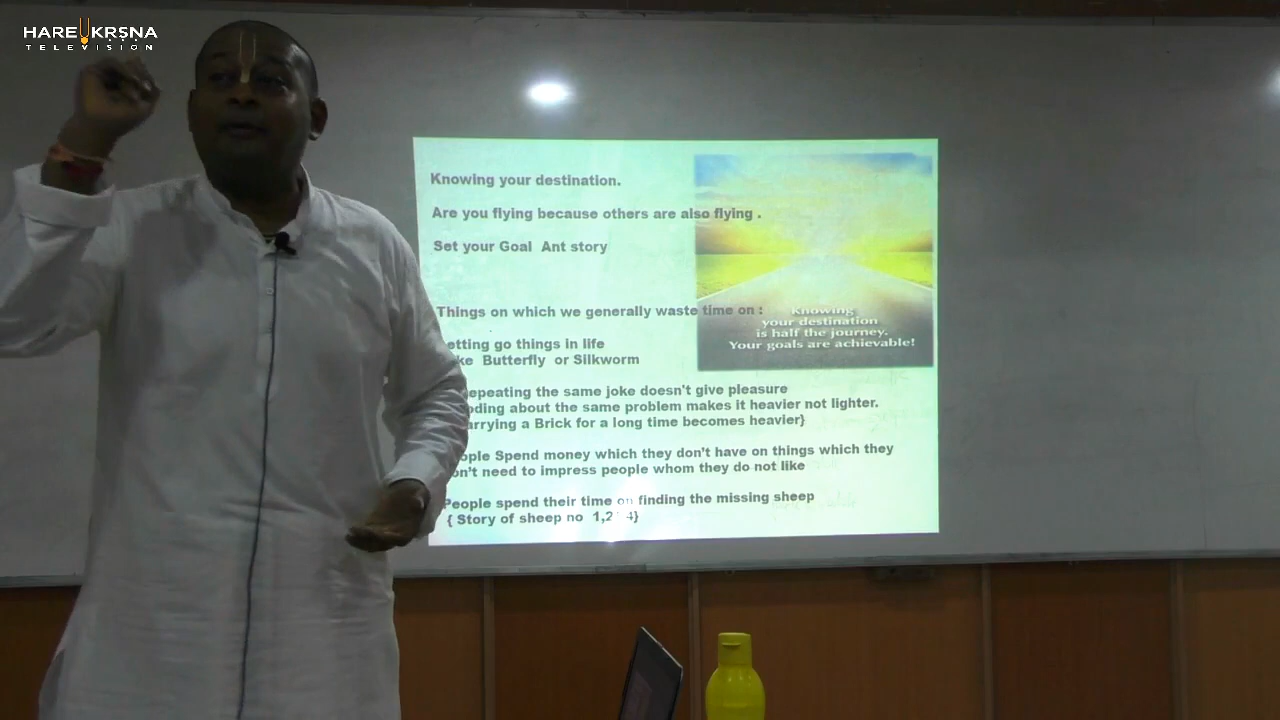 HARE KRSNA
TELEVISION
Knowing your destination.
Are you flying because others are also flying .
Set your Goal Ant story
Things on which we generally waste time on :
etting go things in life
ke Butterfly or Silkworm
epeating the same joke doesn't give pleasure
oding about the same problem makes it heavier not lighter.
arrying a Brick for a long time becomes heavier}
ople Spend money which they don't have on things which they
on't need to impress people whom they do not like
People spend their time on finding the missing sheep
{ Story of sheep no 1,2 4}
Knowing
your destination
is half the journey.
Your goals are achievable!